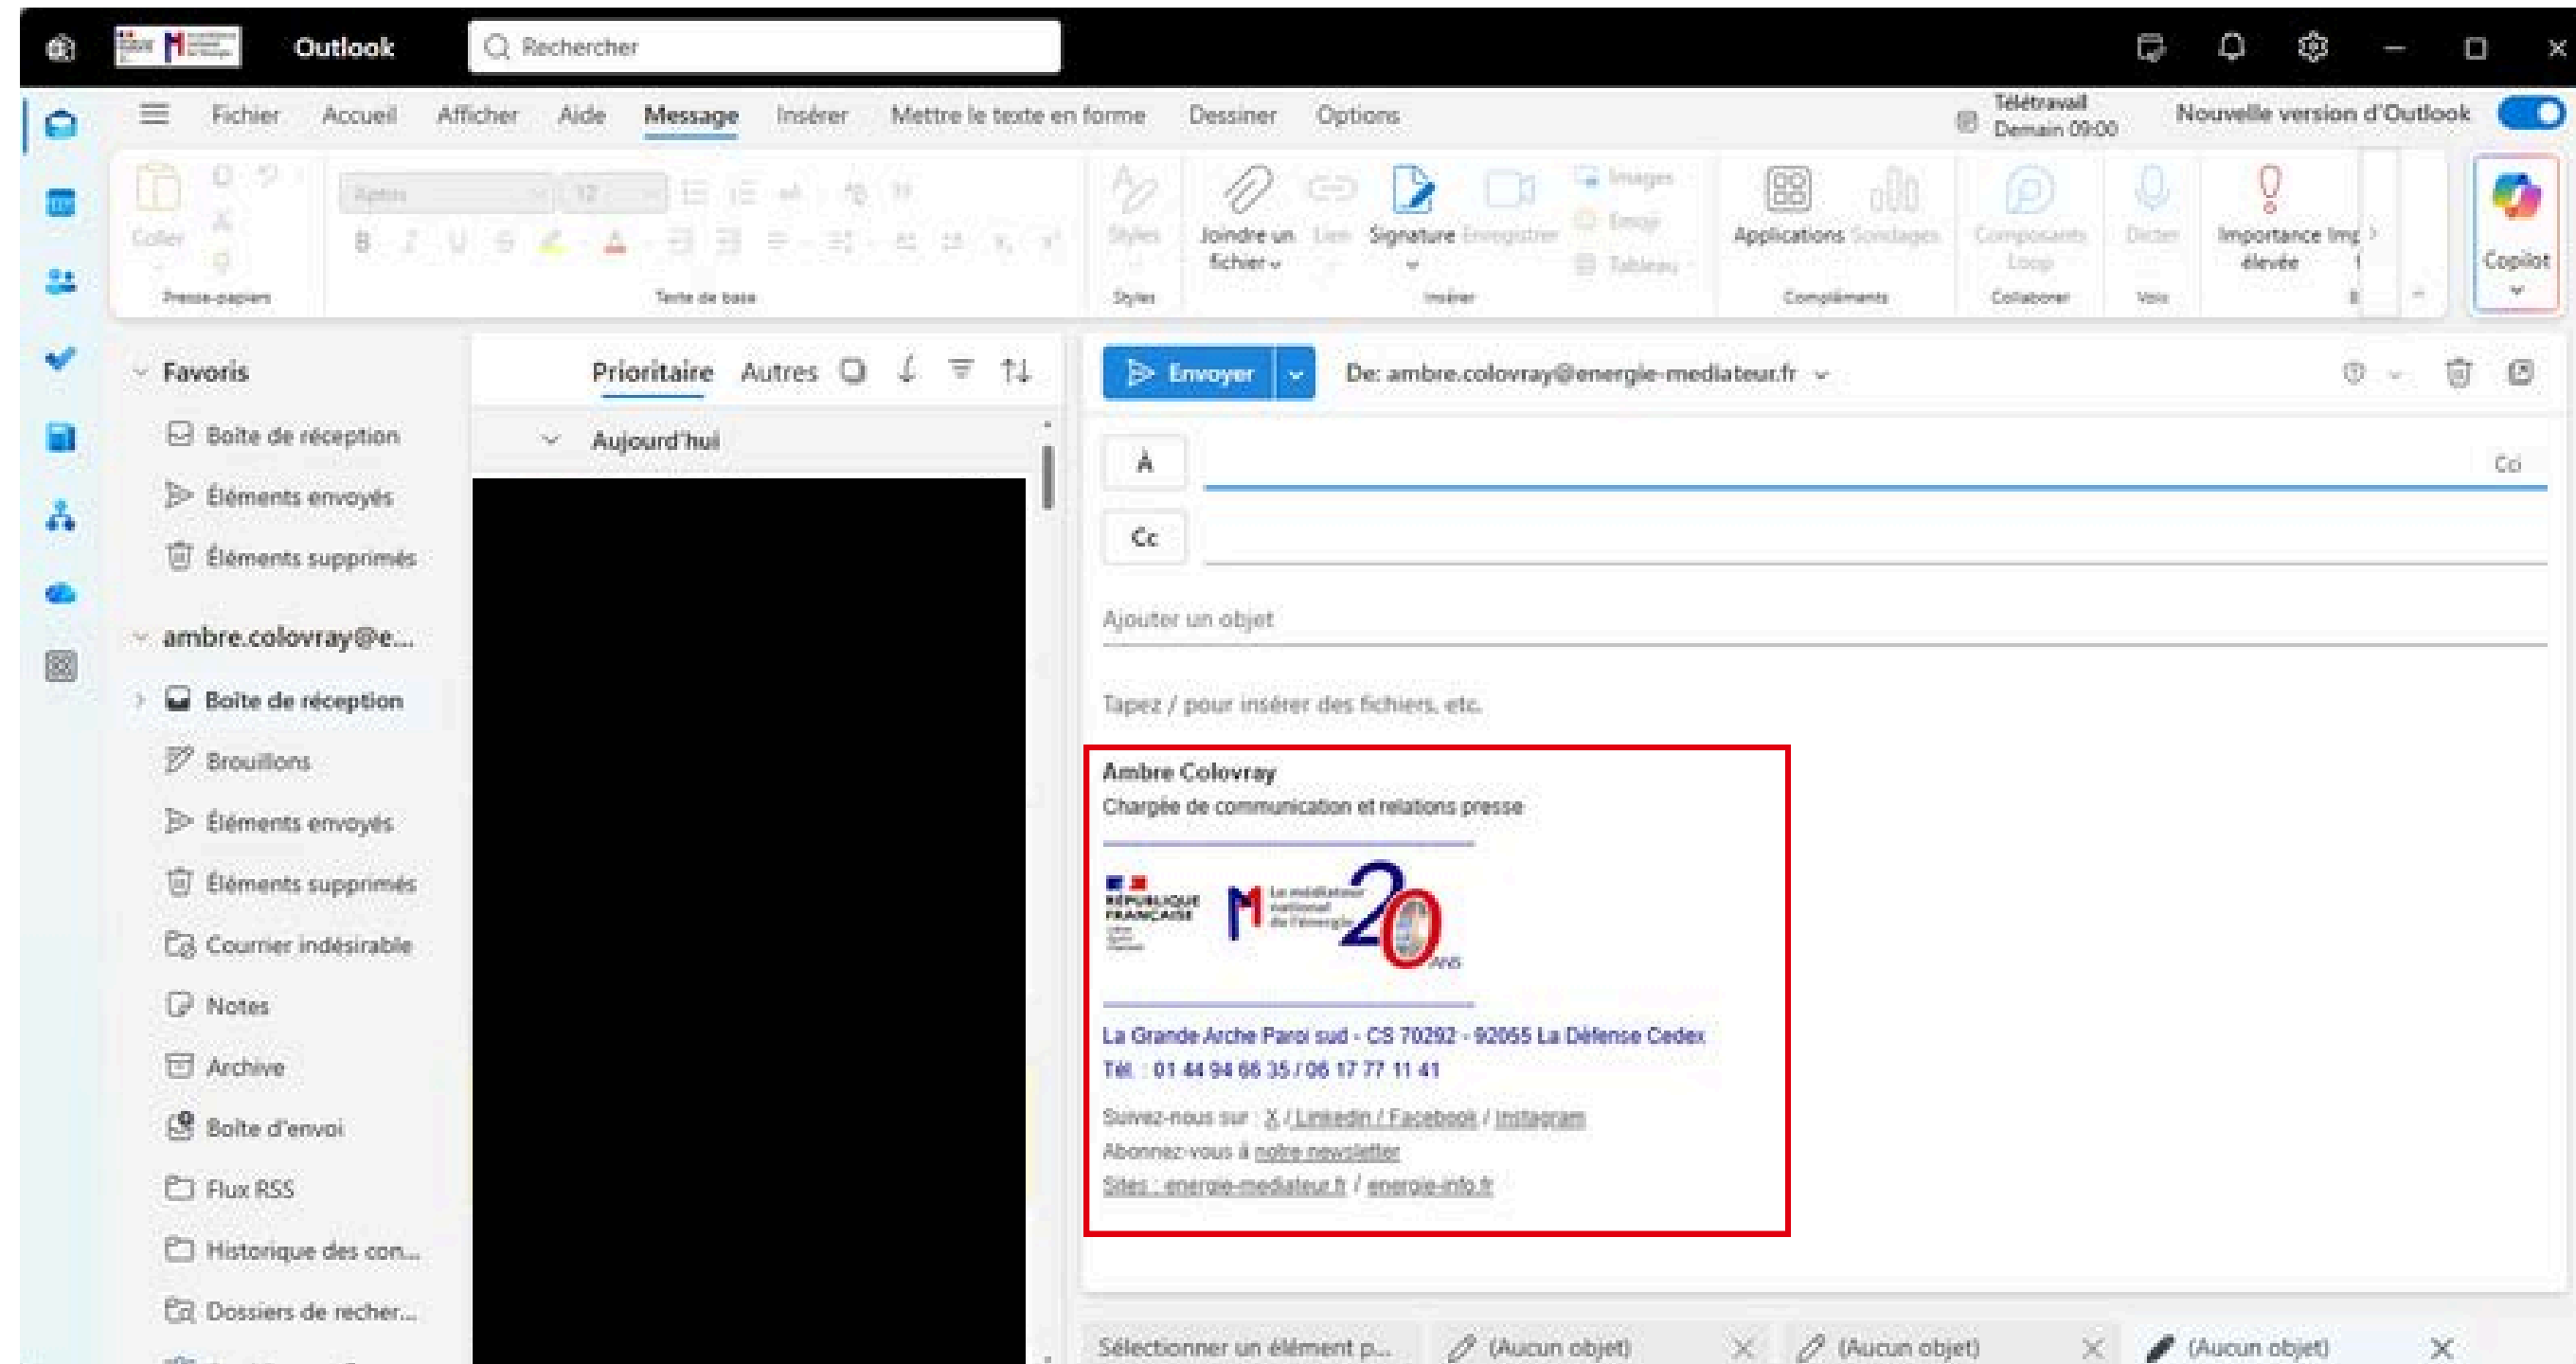 Outlook
Rechercher
Fichier Accueil Afficher Aide Message Insérer Mettre le texte en forme Dessiner Options
Télétravail
Demain 09:00
Nouvelle version d'Outlook
Coller
Presse-papiers
Aptos 12
Texte de base
Styles
Styles
Joindre un fichier
Lien
Signature
Enregistrer
Images
Emoji
Tableau
Insérer
Applications
Sondages
Compléments
Composants Loop
Collaborer
Dicter
Voix
Importance élevée
Copilot
Favoris
Boîte de réception
Éléments envoyés
Éléments supprimés
ambre.colovray@e...
Boîte de réception
Brouillons
Éléments envoyés
Éléments supprimés
Courrier indésirable
Notes
Archive
Boîte d'envoi
Flux RSS
Historique des con...
Dossiers de recher...
Prioritaire Autres
Aujourd'hui
Envoyer
De: ambre.colovray@energie-mediateur.fr
À
Cci
Cc
Ajouter un objet
Tapez / pour insérer des fichiers, etc.
Ambre Colovray
Chargée de communication et relations presse
RÉPUBLIQUE
FRANÇAISE
Le médiateur
national
de l'énergie
20
ANS
La Grande Arche Paroi sud - CS 70292 - 92055 La Défense Cedex
Tél. : 01 44 94 66 35 / 06 17 77 11 41
Suivez-nous sur : X / Linkedin / Facebook / Instagram
Abonnez-vous à notre newsletter
Sites : energie-mediateur.fr / energie-info.fr
Sélectionner un élément p... (Aucun objet) (Aucun objet) (Aucun objet)